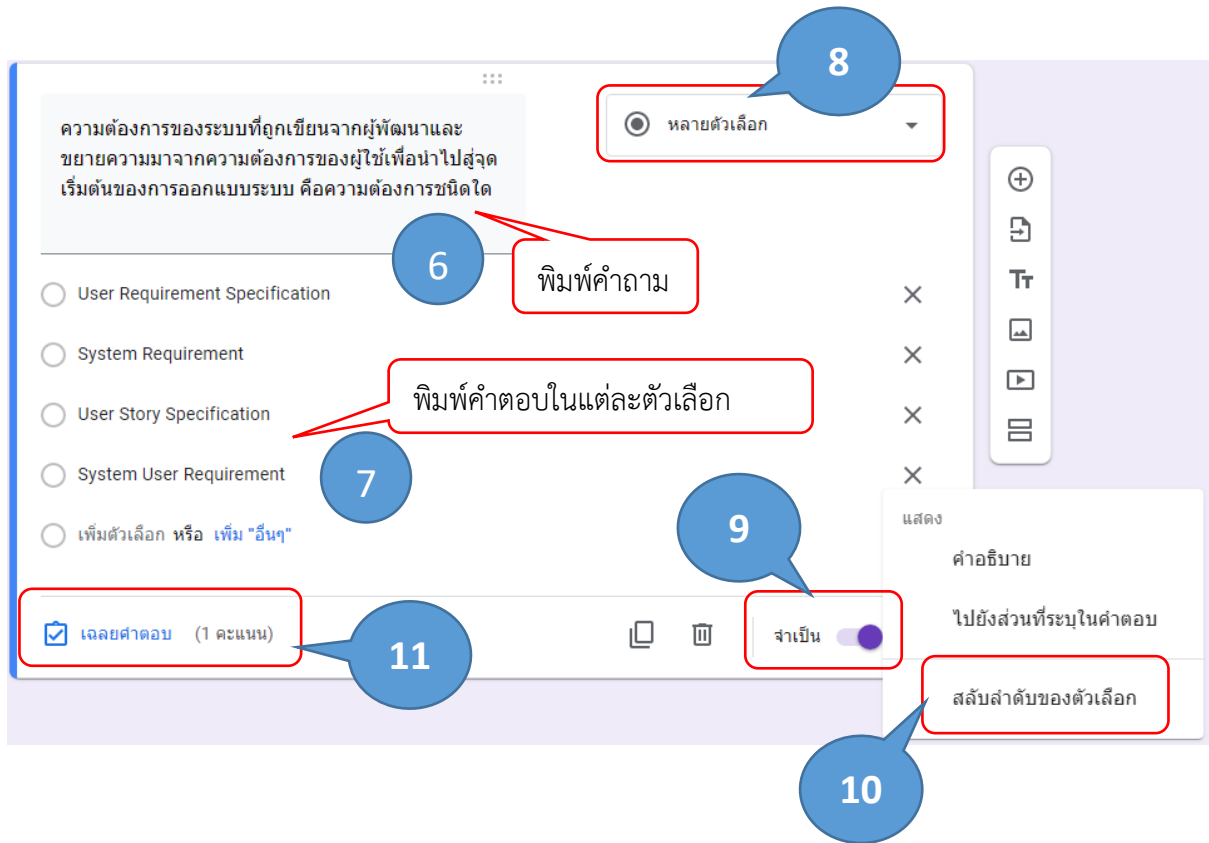 8
หลายตัวเลือก
ความต้องการของระบบที่ถูกเขียนจากผู้พัฒนาและ
ขยายความมาจากความต้องการของผู้ใช้เพื่อนำไปสู่จุด
เริ่มต้นของการออกแบบระบบ คือความต้องการชนิดใด
6
พิมพ์คำถาม
User Requirement Specification
System Requirement
พิมพ์คำตอบในแต่ละตัวเลือก
User Story Specification
System User Requirement
7
เพิ่มตัวเลือก หรือ เพิ่ม "อื่นๆ"
9
แสดง
คำอธิบาย
ไปยังส่วนที่ระบุในคำตอบ
สลับลำดับของตัวเลือก
เฉลยคำตอบ (1 คะแนน)
11
จำเป็น
10
Tт